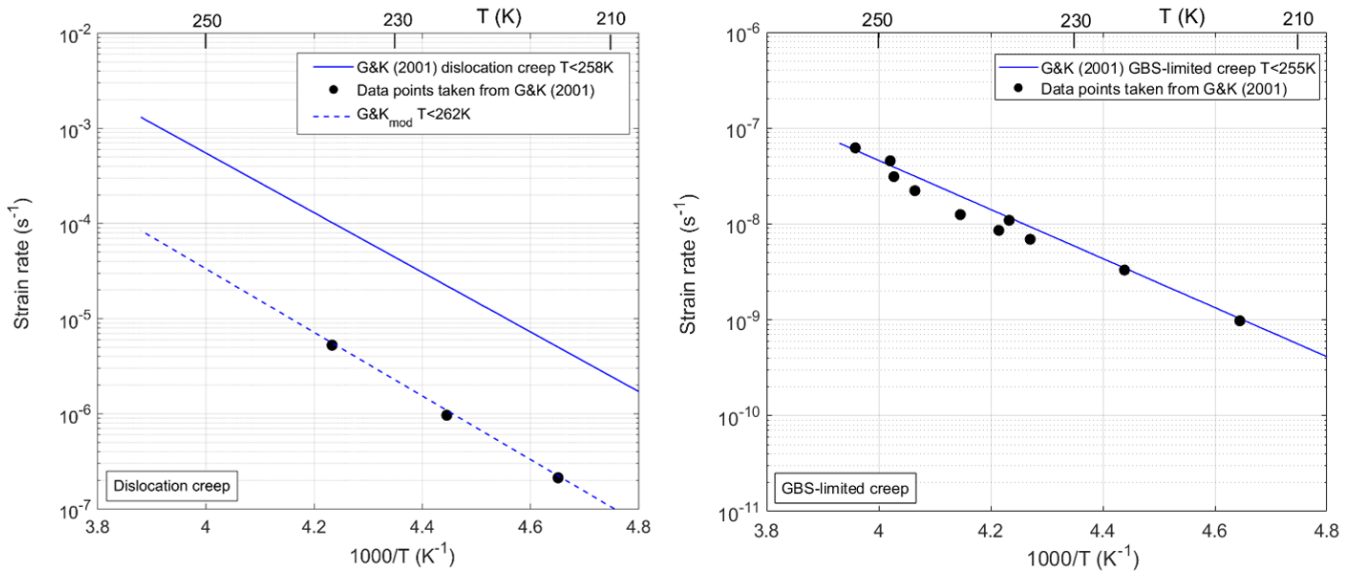 250 230 T (K) 210
10^-2
10^-3
10^-4
10^-5
10^-6
10^-7
Strain rate (s^-1)
G&K (2001) dislocation creep T<258K
Data points taken from G&K (2001)
G&K_mod T<262K
Dislocation creep
3.8 4 4.2 4.4 4.6 4.8
1000/T (K^-1)
250 230 T (K) 210
10^-6
10^-7
10^-8
10^-9
10^-10
10^-11
Strain rate (s^-1)
G&K (2001) GBS-limited creep T<255K
Data points taken from G&K (2001)
GBS-limited creep
3.8 4 4.2 4.4 4.6 4.8
1000/T (K^-1)